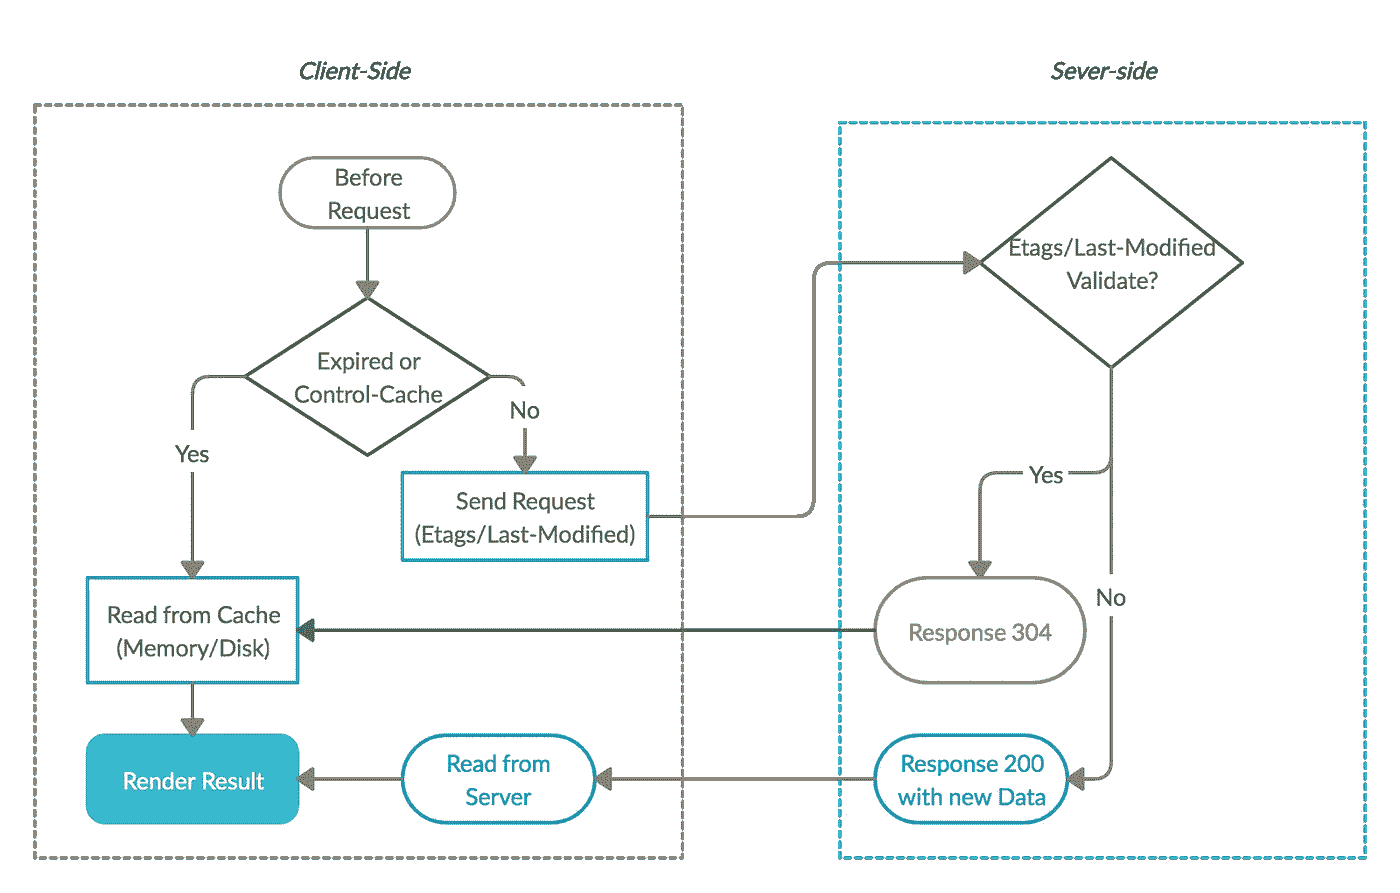 Client-Side
Sever-side
Before
Request
Etags/Last-Modified
Validate?
Expired or
Control-Cache
No
Yes
Send Request
(Etags/Last-Modified)
Yes
No
Read from Cache
(Memory/Disk)
Response 304
Render Result
Read from
Server
Response 200
with new Data